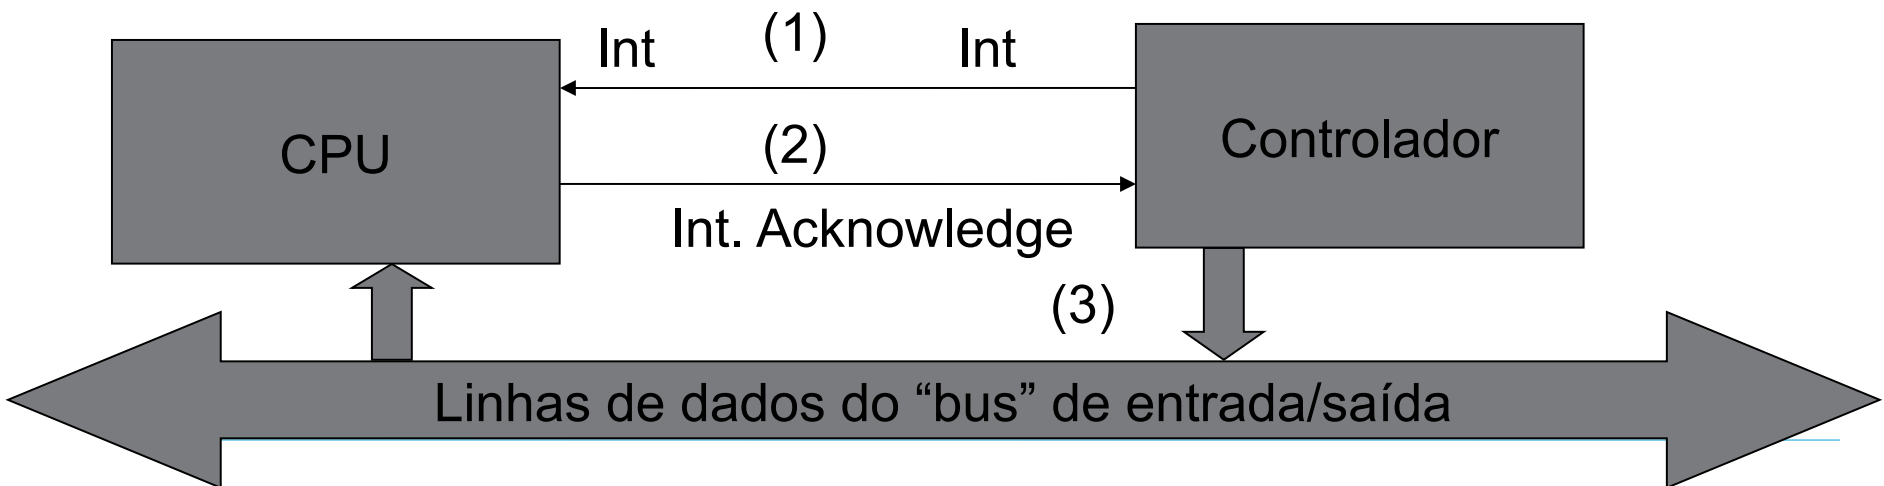 (1)
Int
Int
CPU
Controlador
(2)
Int. Acknowledge
(3)
Linhas de dados do “bus” de entrada/saída